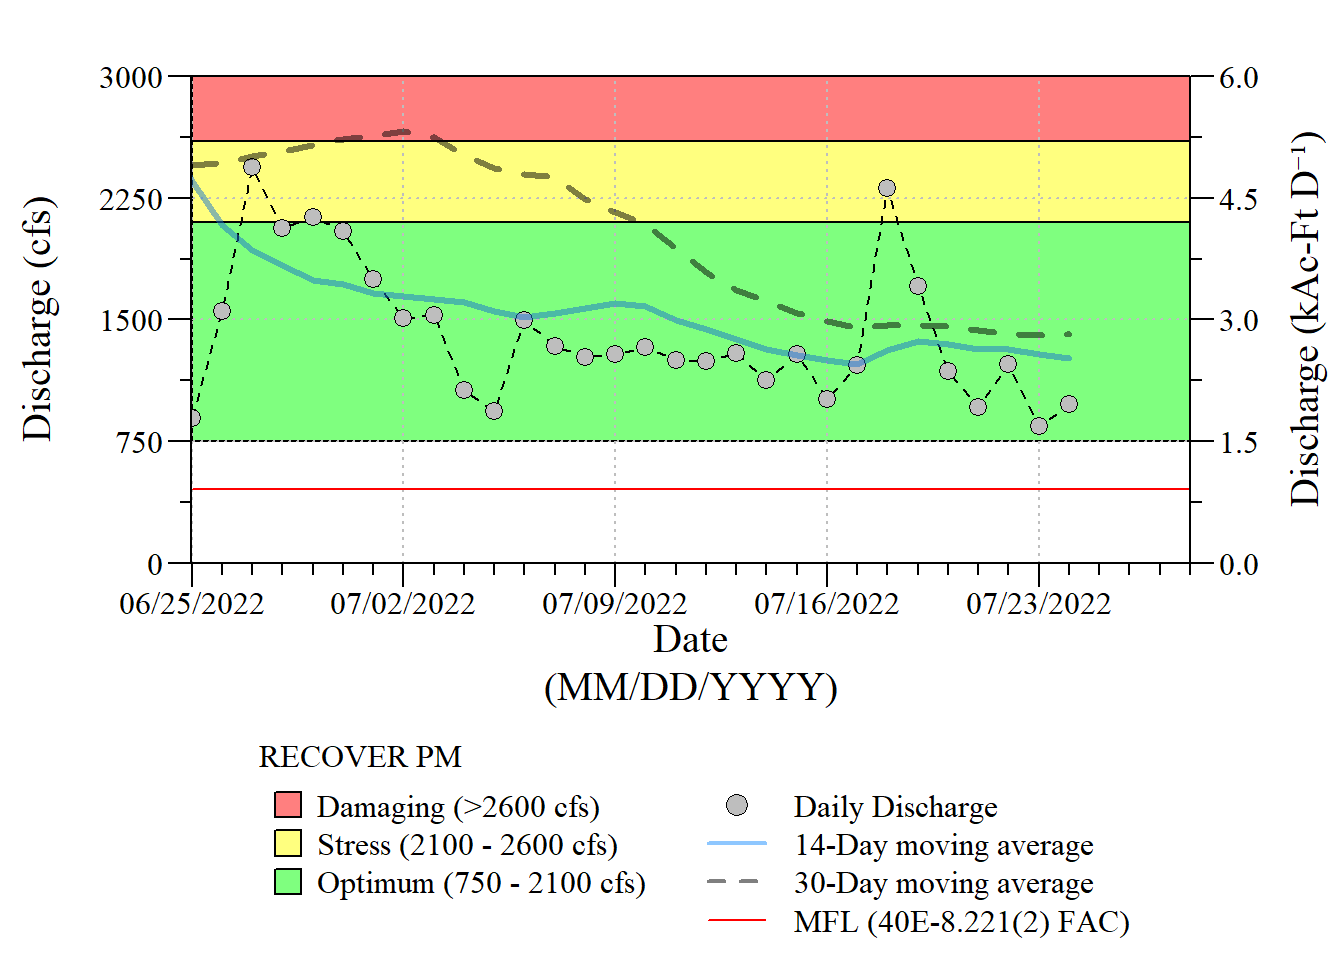 3000
2250
1500
750
0
Discharge (cfs)
6.0
4.5
3.0
1.5
0.0
Discharge (kAc-Ft D⁻¹)
06/25/2022 07/02/2022 07/09/2022 07/16/2022 07/23/2022
Date
(MM/DD/YYYY)
RECOVER PM
Damaging (>2600 cfs)
Stress (2100 - 2600 cfs)
Optimum (750 - 2100 cfs)
Daily Discharge
14-Day moving average
30-Day moving average
MFL (40E-8.221(2) FAC)